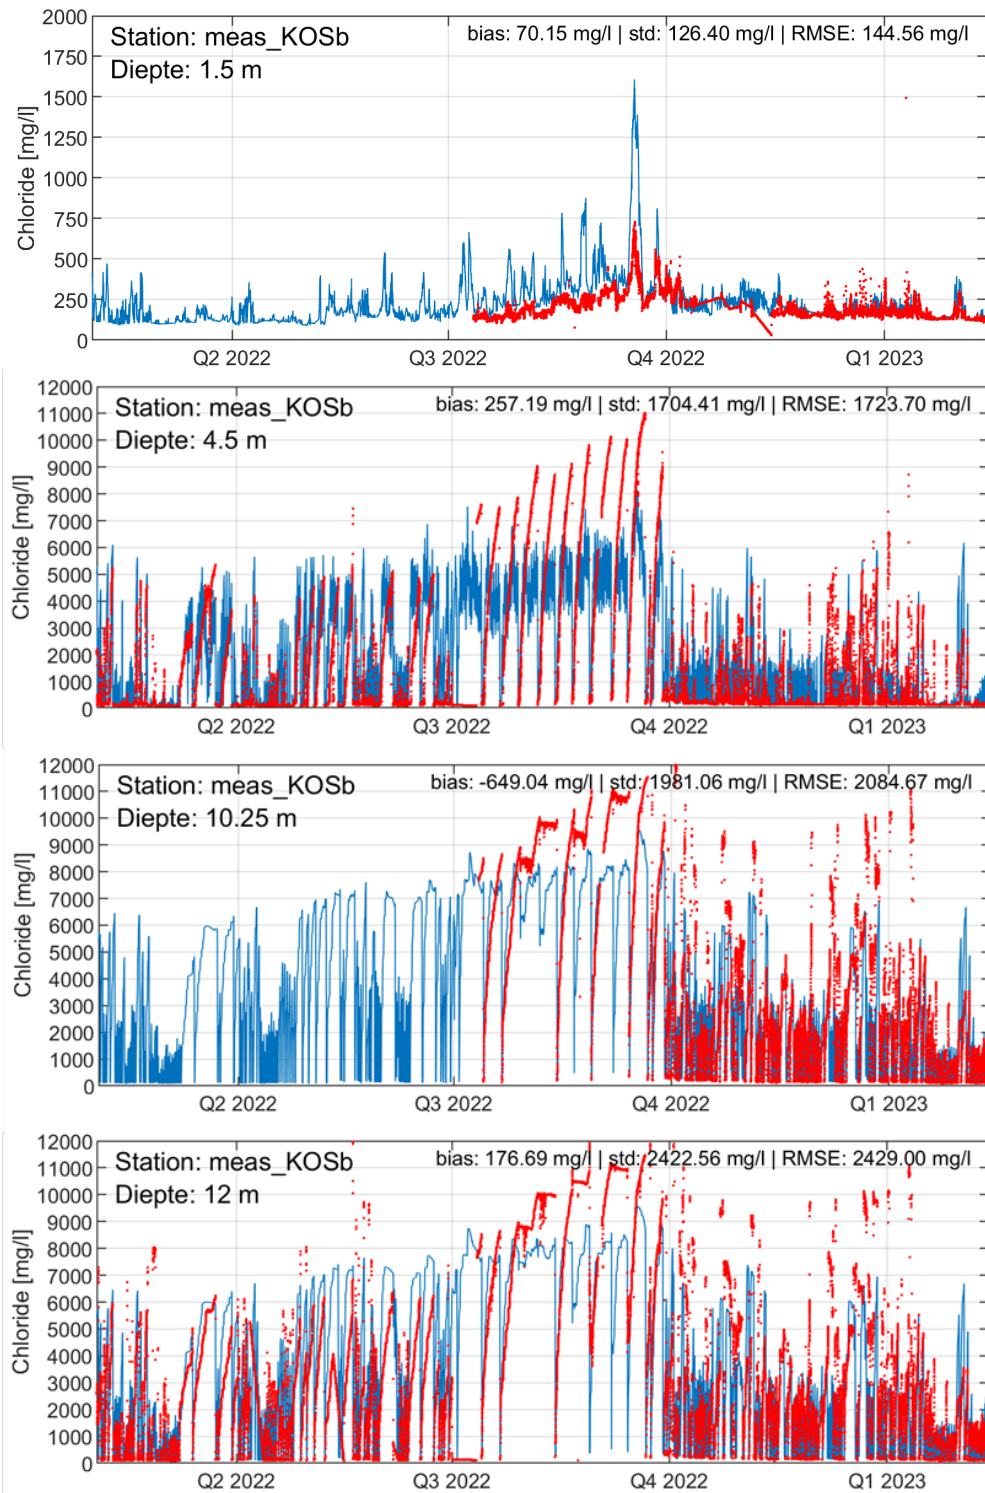 2000
1750
1500
1250
1000
750
500
250
0
Chloride [mg/l]
Station: meas_KOSb
Diepte: 1.5 m
bias: 70.15 mg/l | std: 126.40 mg/l | RMSE: 144.56 mg/l
Q2 2022 Q3 2022 Q4 2022 Q1 2023
12000
11000
10000
9000
8000
7000
6000
5000
4000
3000
2000
1000
0
Chloride [mg/l]
Station: meas_KOSb
Diepte: 4.5 m
bias: 257.19 mg/l | std: 1704.41 mg/l | RMSE: 1723.70 mg/l
Q2 2022 Q3 2022 Q4 2022 Q1 2023
12000
11000
10000
9000
8000
7000
6000
5000
4000
3000
2000
1000
0
Chloride [mg/l]
Station: meas_KOSb
Diepte: 10.25 m
bias: -649.04 mg/l | std: 1981.06 mg/l | RMSE: 2084.67 mg/l
Q2 2022 Q3 2022 Q4 2022 Q1 2023
12000
11000
10000
9000
8000
7000
6000
5000
4000
3000
2000
1000
0
Chloride [mg/l]
Station: meas_KOSb
Diepte: 12 m
bias: 176.69 mg/l | std: 2422.56 mg/l | RMSE: 2429.00 mg/l
Q2 2022 Q3 2022 Q4 2022 Q1 2023